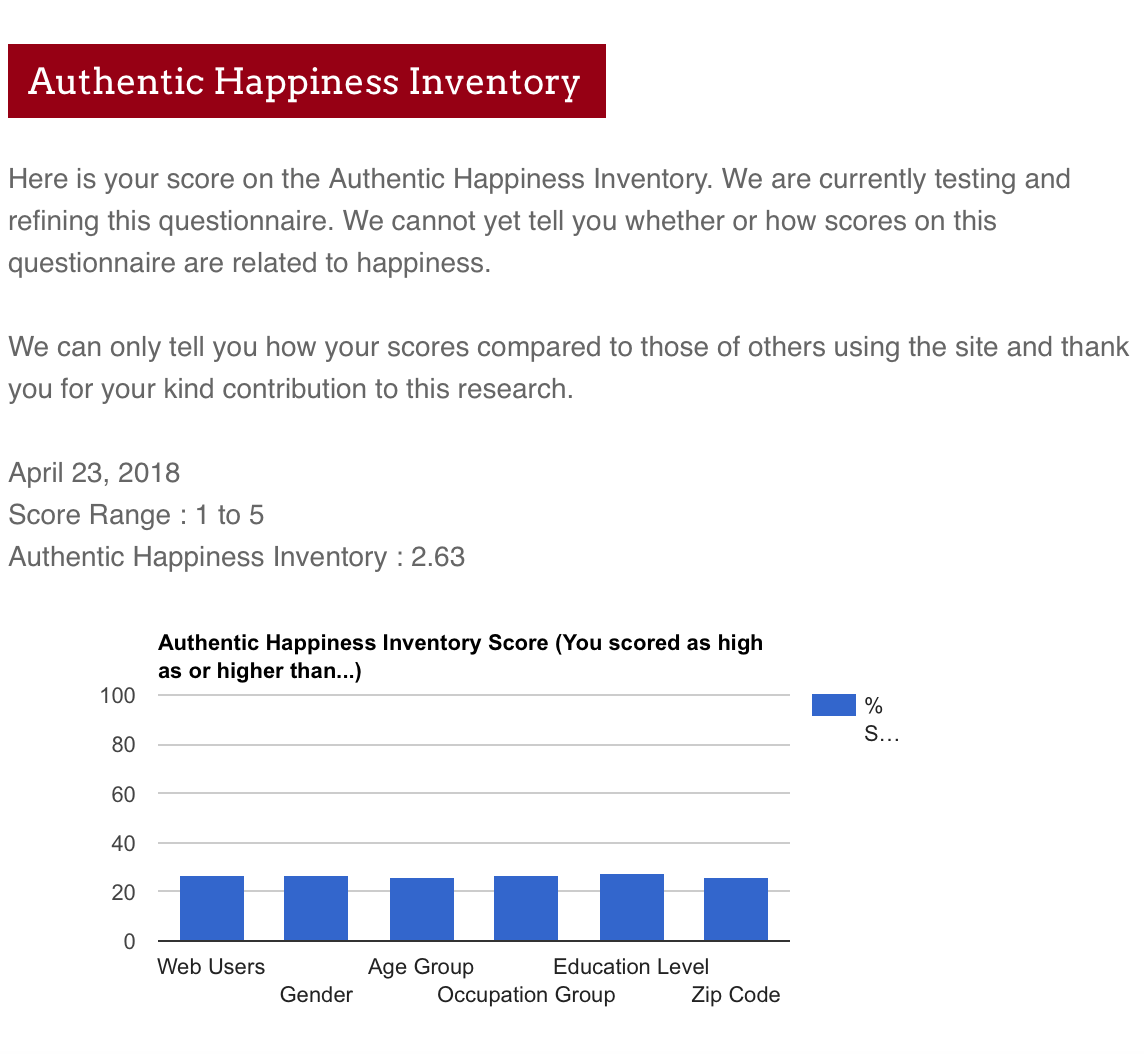 Authentic Happiness Inventory
Here is your score on the Authentic Happiness Inventory. We are currently testing and
refining this questionnaire. We cannot yet tell you whether or how scores on this
questionnaire are related to happiness.
We can only tell you how your scores compared to those of others using the site and thank
you for your kind contribution to this research.
April 23, 2018
Score Range : 1 to 5
Authentic Happiness Inventory : 2.63
Authentic Happiness Inventory Score (You scored as high
as or higher than...)
100
80
60
40
20
0
%
S...
Web Users
Gender
Age Group
Occupation Group
Education Level
Zip Code